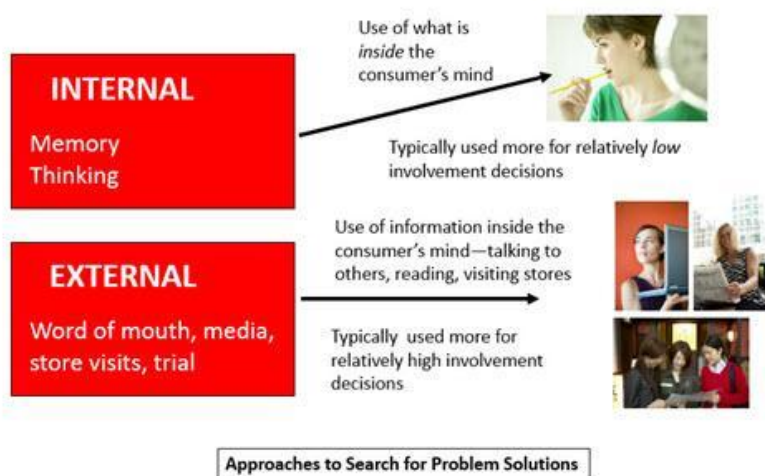 INTERNAL
Memory
Thinking
Use of what is
inside the
consumer's mind
Typically used more for relatively low
involvement decisions
EXTERNAL
Word of mouth, media,
store visits, trial
Use of information inside the
consumer's mind—talking to
others, reading, visiting stores
Typically used more for
relatively high involvement
decisions
Approaches to Search for Problem Solutions